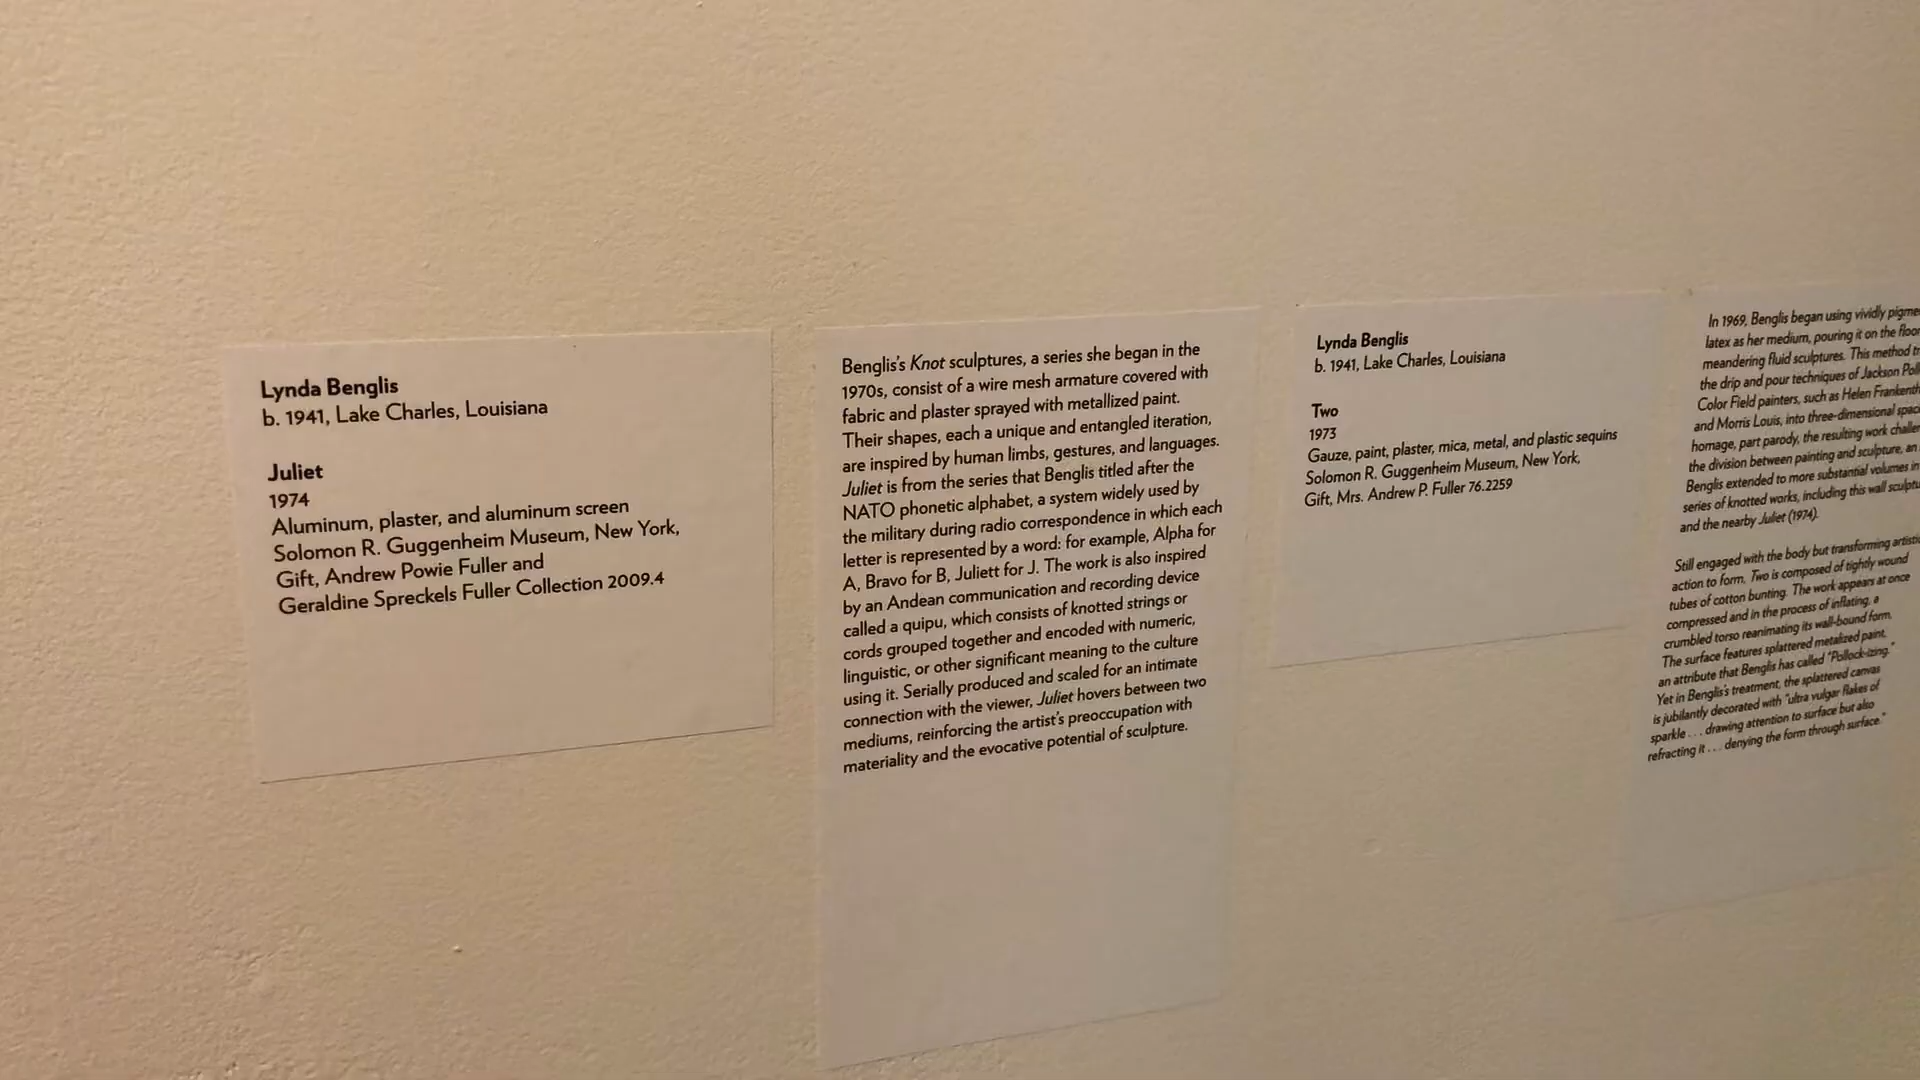 Lynda Benglis
b. 1941, Lake Charles, Louisiana
Juliet
1974
Aluminum, plaster, and aluminum screen
Solomon R. Guggenheim Museum, New York,
Gift, Andrew Powie Fuller and
Geraldine Spreckels Fuller Collection 2009.4
Benglis's Knot sculptures, a series she began in the
1970s, consist of a wire mesh armature covered with
fabric and plaster sprayed with metallized paint.
Their shapes, each a unique and entangled iteration,
are inspired by human limbs, gestures, and languages.
Juliet is from the series that Benglis titled after the
NATO phonetic alphabet, a system widely used by
the military during radio correspondence in which each
letter is represented by a word: for example, Alpha for
A, Bravo for B, Juliett for J. The work is also inspired
by an Andean communication and recording device
called a quipu, which consists of knotted strings or
cords grouped together and encoded with numeric,
linguistic, or other significant meaning to the culture
using it. Serially produced and scaled for an intimate
connection with the viewer, Juliet hovers between two
mediums, reinforcing the artist's preoccupation with
materiality and the evocative potential of sculpture.
Lynda Benglis
b. 1941, Lake Charles, Louisiana
Two
1973
Gauze, paint, plaster, mica, metal, and plastic sequins
Solomon R. Guggenheim Museum, New York,
Gift, Mrs. Andrew P. Fuller 76.2259
In 1969, Benglis began using vividly
latex as her medium, pouring it on the
meandering fluid sculptures. This method
the drip and pour techniques of Jackson
Color Field painters, such as Helen
and Morris Louis, into three-dimensional
homage, part parody, the resulting work
the division between painting and sculpture, an
Benglis extended to more substantial volumes in
series of knotted works, including this wall
and the nearby Juliet (1974).
Still engaged with the body but transforming
action to form, Two is composed of tightly wound
tubes of cotton bunting. The work appears at once
compressed and in the process of inflating, a
crumbled torso reanimating its wall-bound form.
The surface features splattered metalized paint,
an attribute that Benglis has called "Pollock-izing."
Yet in Benglis's treatment, the splattered canvas
is jubilantly decorated with "ultra vulgar flakes of
sparkle . . . drawing attention to surface but also
refracting it . . . denying the form through surface."